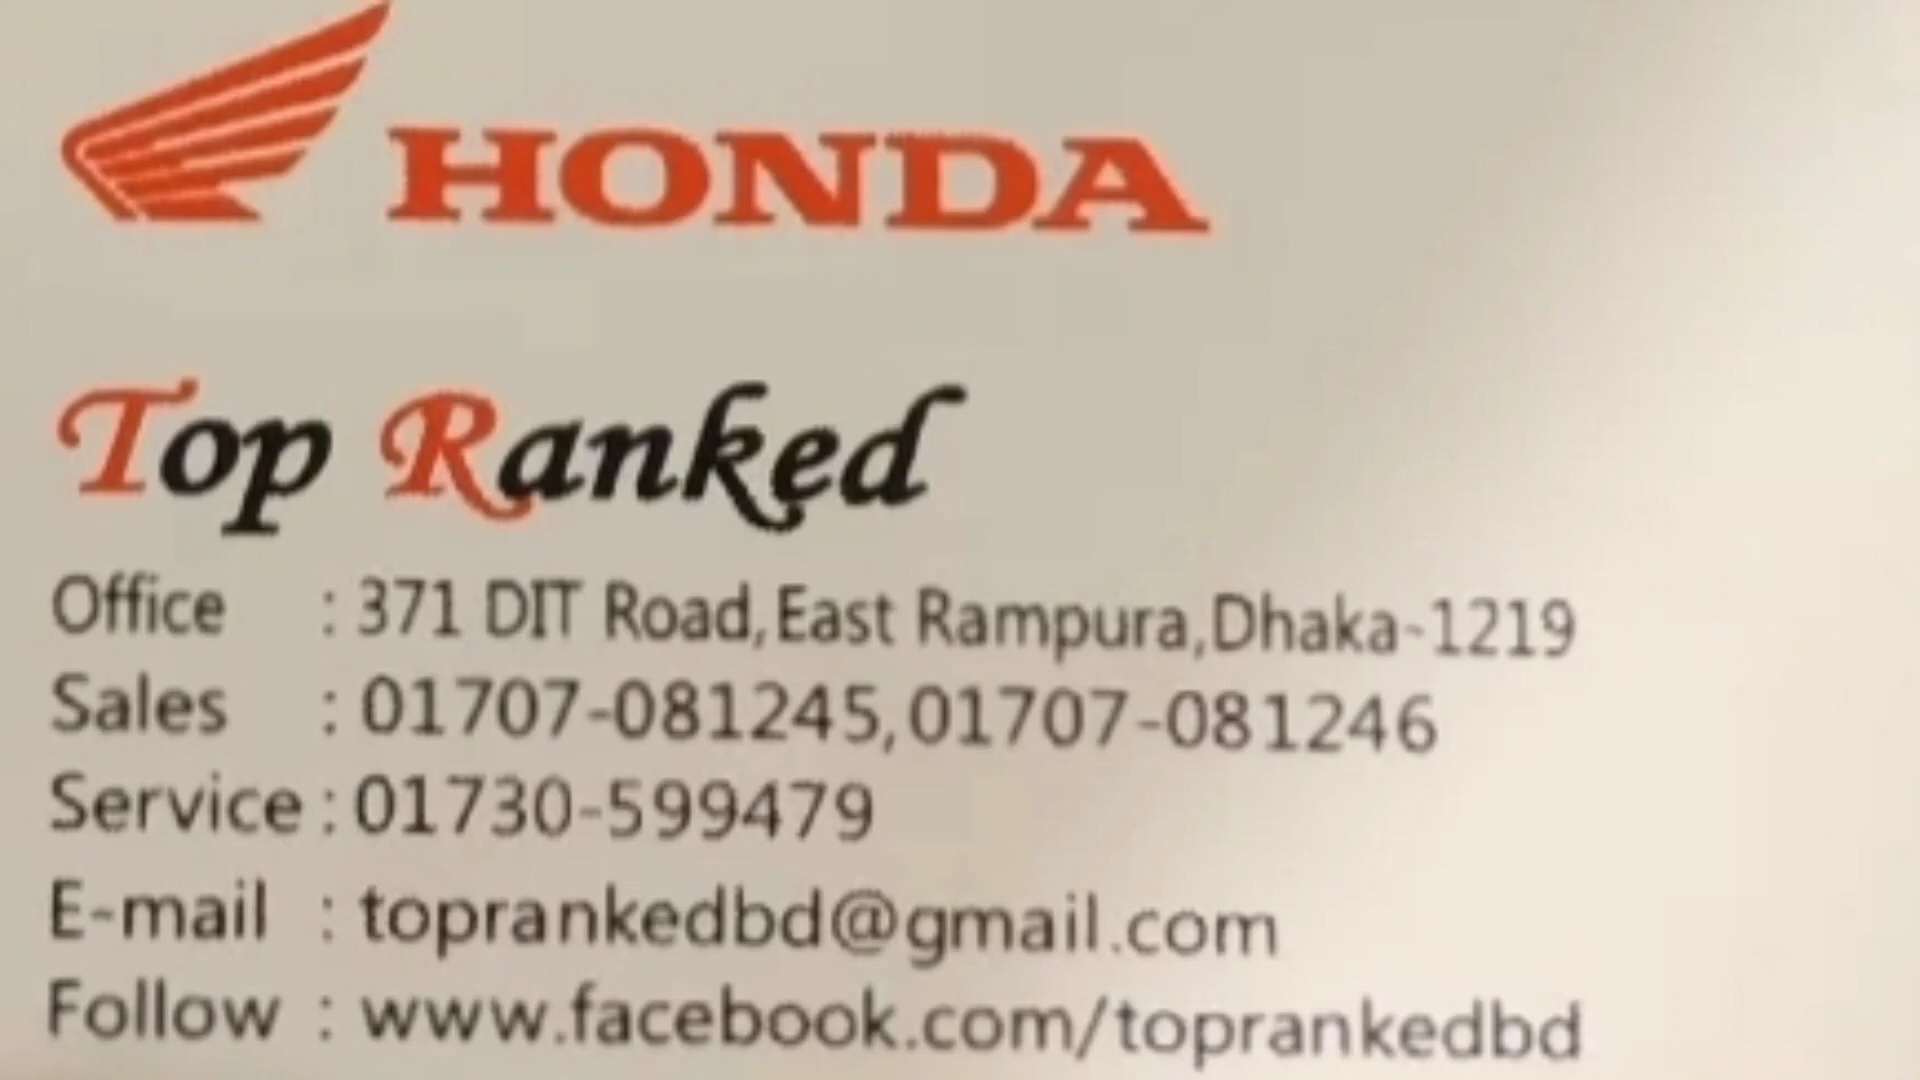 HONDA
Top Ranked
Office : 371 DIT Road,East Rampura,Dhaka-1219
Sales : 01707-081245,01707-081246
Service : 01730-599479
E-mail : toprankedbd@gmail.com
Follow : www.facebook.com/toprankedbd